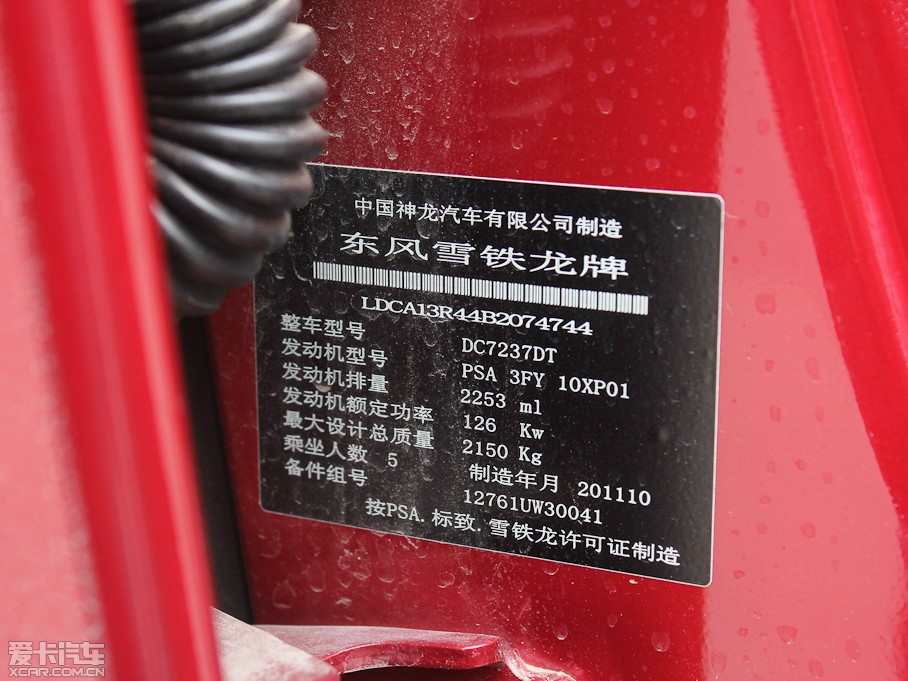 中国神龙汽车有限公司制造
东风雪铁龙牌
LDCA13R44B2074744
整车型号 DC7237DT
发动机型号 PSA 3FY 10XP01
发动机排量 2253 ml
发动机额定功率 126 Kw
最大设计总质量 2150 Kg
乘坐人数 5 制造年月 201110
备件组号 12761UW30041
按PSA.标致.雪铁龙许可证制造
爱卡汽车
XCAR.COM.CN